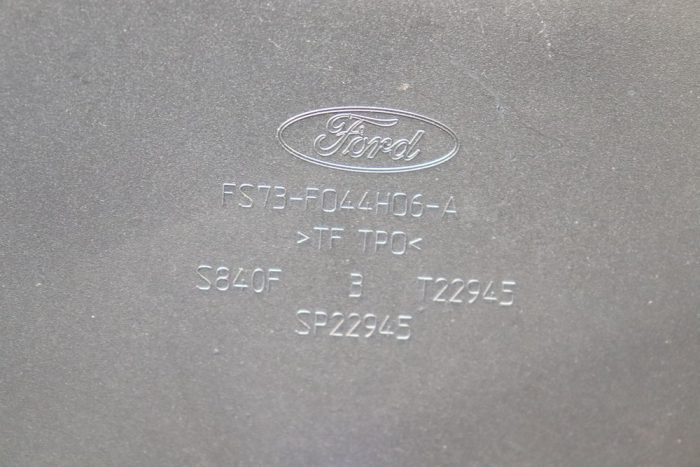 Ford
FS73-F044H06-A
>TF TPO<
S840F B T22945
SP22945